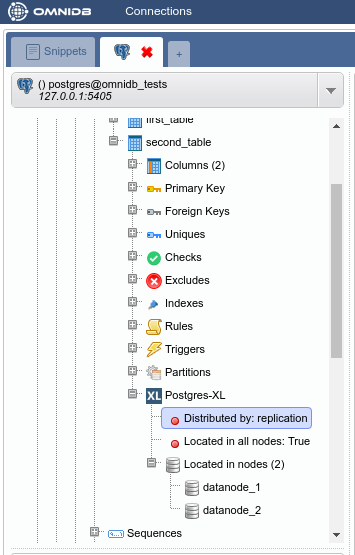 OMNIDB Connections
Snippets
+
() postgres@omnidb_tests
127.0.0.1:5405
first_table
second_table
Columns (2)
Primary Key
Foreign Keys
Uniques
Checks
Excludes
Indexes
Rules
Triggers
Partitions
XL Postgres-XL
Distributed by: replication
Located in all nodes: True
Located in nodes (2)
datanode_1
datanode_2
Sequences